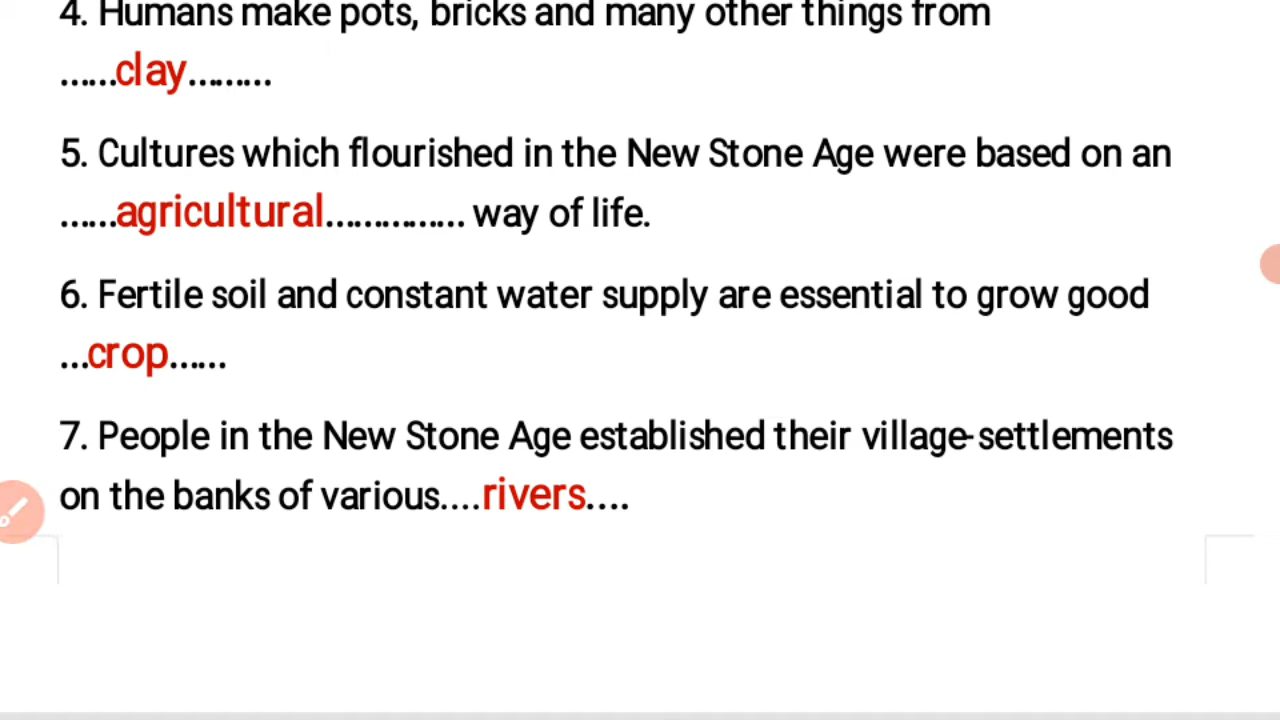 4. Humans make pots, bricks and many other things from
......clay.........
5. Cultures which flourished in the New Stone Age were based on an
......agricultural............... way of life.
6. Fertile soil and constant water supply are essential to grow good
...crop......
7. People in the New Stone Age established their village-settlements
on the banks of various....rivers....